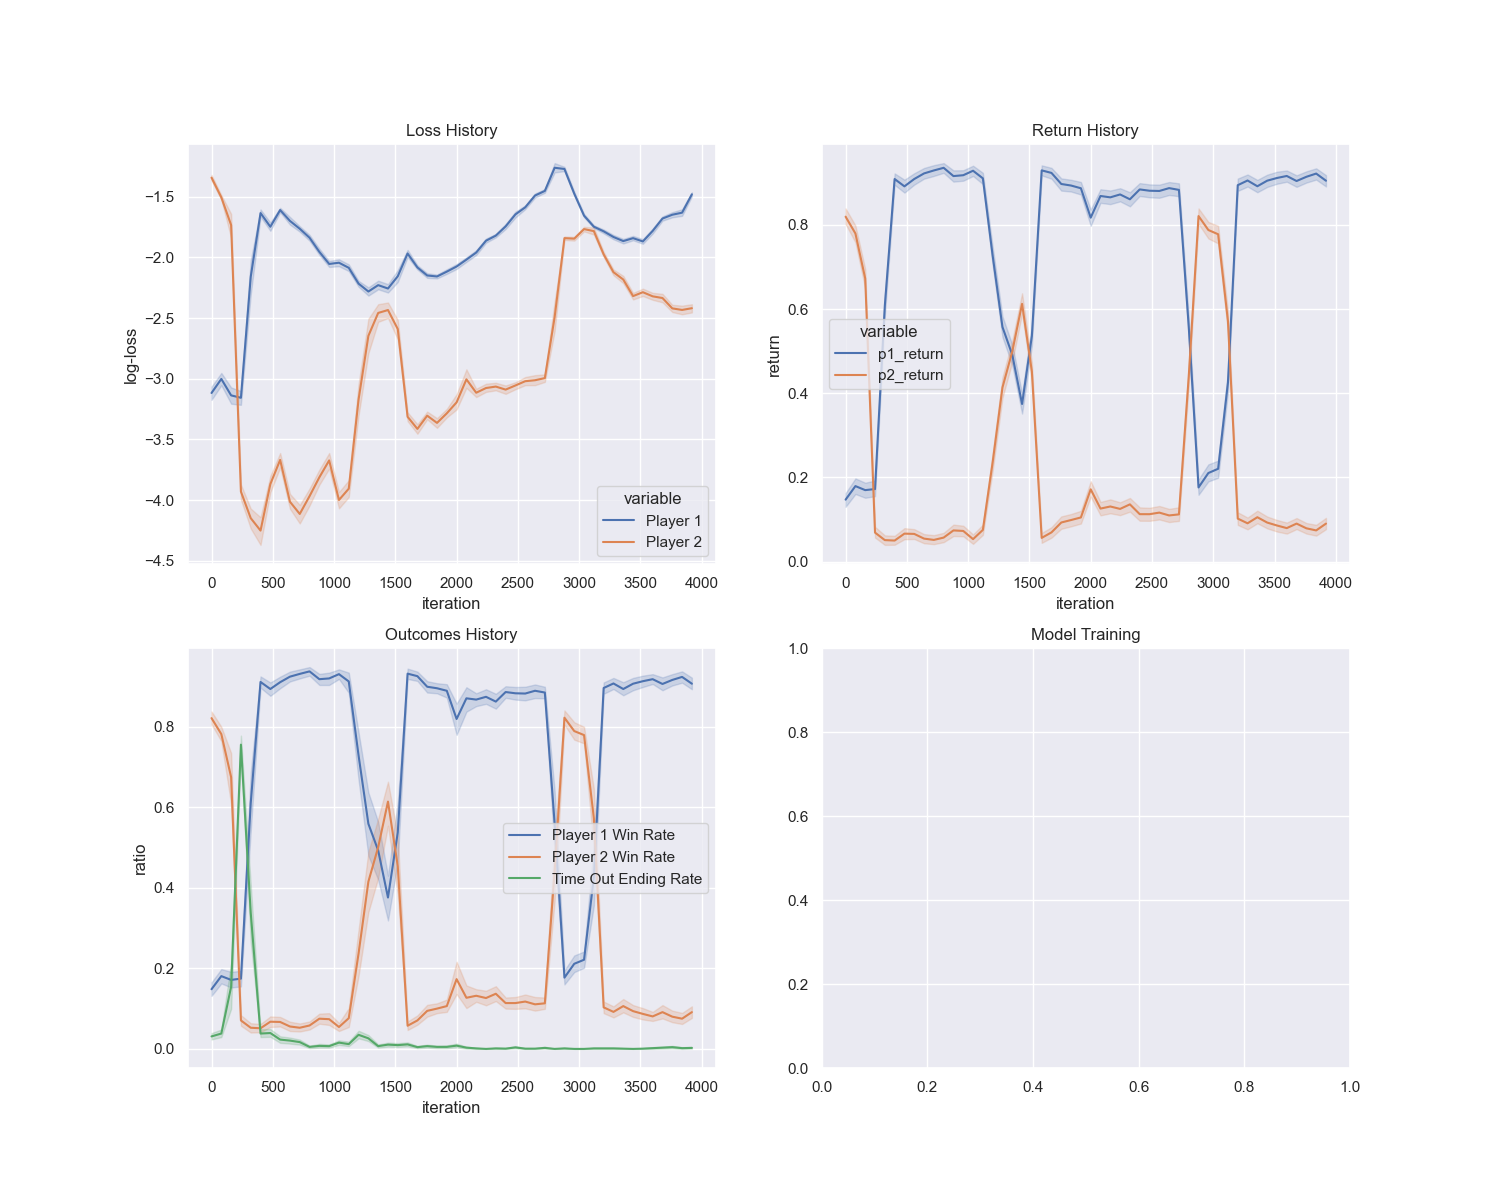 Loss History
−1.5
−2.0
−2.5
−3.0
−3.5
−4.0
−4.5
log-loss
variable
Player 1
Player 2
0 500 1000 1500 2000 2500 3000 3500 4000
iteration
Return History
0.8
0.6
0.4
0.2
0.0
return
variable
p1_return
p2_return
0 500 1000 1500 2000 2500 3000 3500 4000
iteration
Outcomes History
0.8
0.6
0.4
0.2
0.0
ratio
Player 1 Win Rate
Player 2 Win Rate
Time Out Ending Rate
0 500 1000 1500 2000 2500 3000 3500 4000
iteration
Model Training
1.0
0.8
0.6
0.4
0.2
0.0
0.0 0.2 0.4 0.6 0.8 1.0